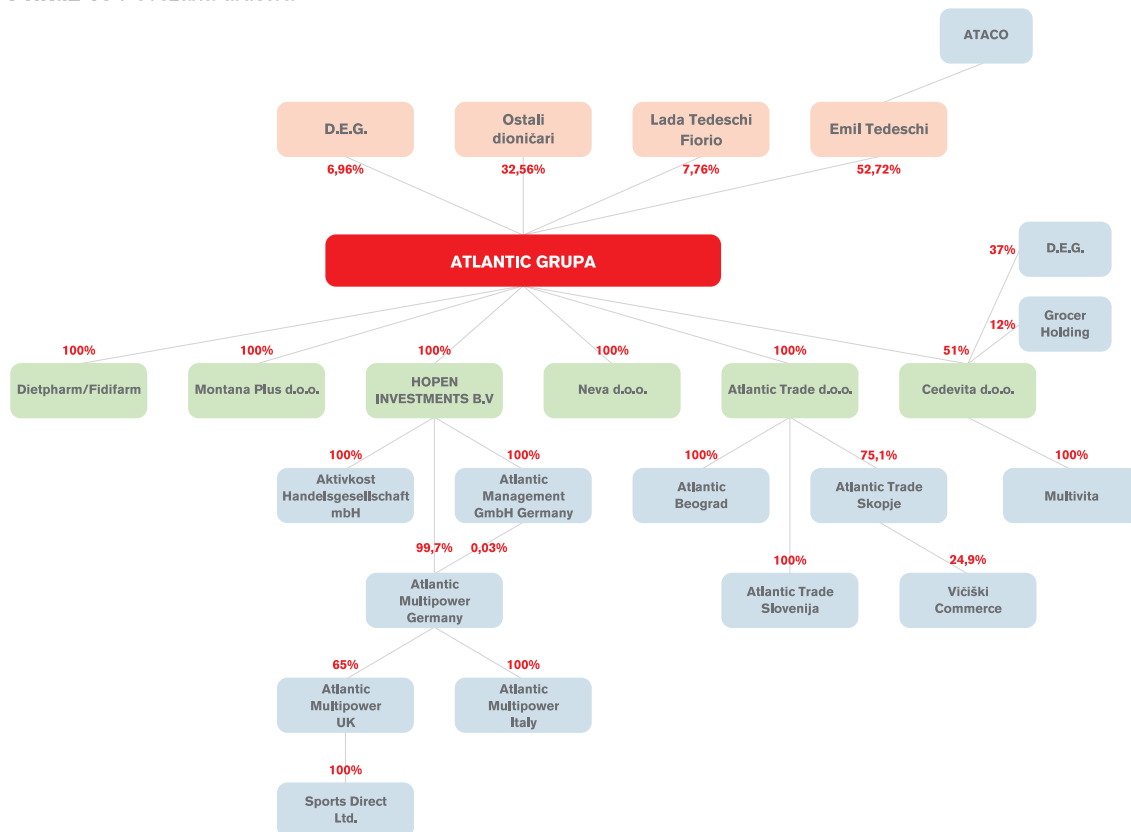 ATACO
D.E.G.
Ostali
dioničari
Lada Tedeschi
Fiorio
Emil Tedeschi
6,96%
32,56%
7,76%
52,72%
ATLANTIC GRUPA
37%
D.E.G.
12%
Grocer
Holding
100%
100%
100%
100%
100%
51%
Dietpharm/Fidifarm
Montana Plus d.o.o.
HOPEN
INVESTMENTS B.V
Neva d.o.o.
Atlantic Trade d.o.o.
Cedevita d.o.o.
100%
100%
100%
75,1%
100%
Aktivkost
Handelsgesellschaft
mbH
Atlantic
Management
GmbH Germany
Atlantic
Beograd
Atlantic Trade
Skopje
Multivita
99,7%
0,03%
100%
24,9%
Atlantic
Multipower
Germany
Atlantic Trade
Slovenija
Vičiški
Commerce
65%
100%
Atlantic
Multipower
UK
Atlantic
Multipower
Italy
100%
Sports Direct
Ltd.